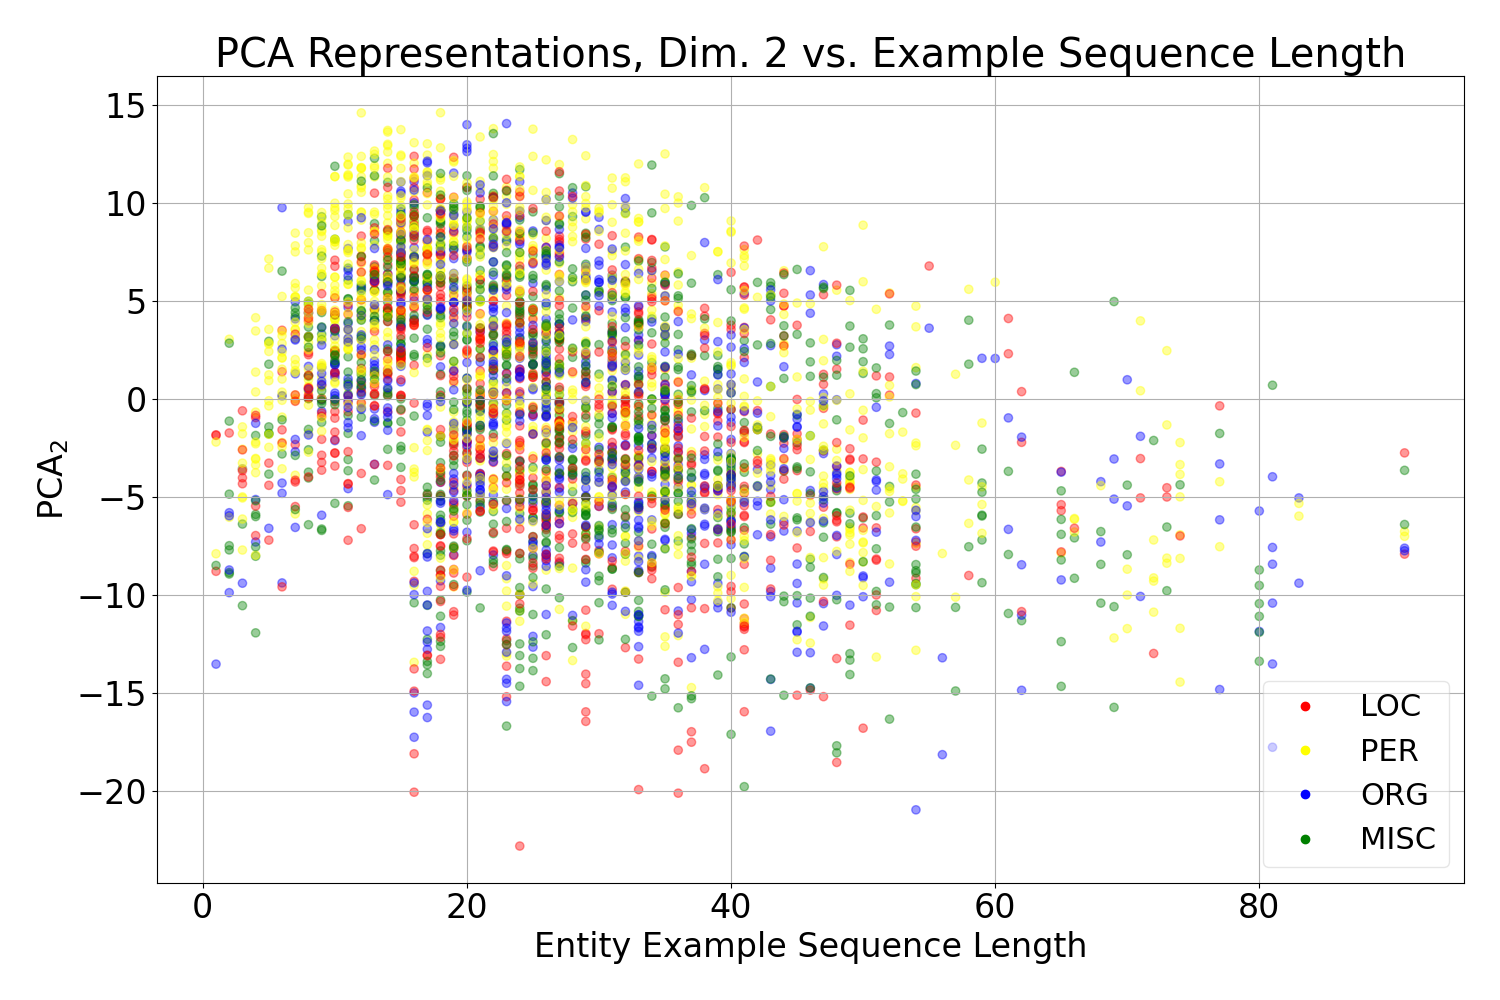 PCA Representations, Dim. 2 vs. Example Sequence Length
15
10
5
0
−5
−10
−15
−20
PCA₂
0 20 40 60 80
Entity Example Sequence Length
LOC
PER
ORG
MISC